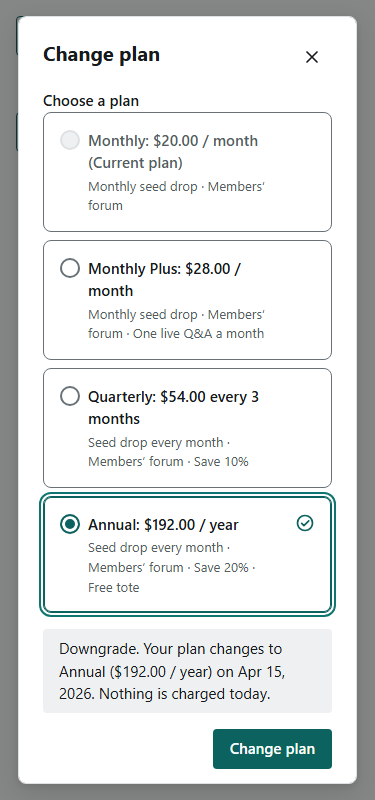 Change plan
Choose a plan
Monthly: $20.00 / month
(Current plan)
Monthly seed drop · Members’
forum
Monthly Plus: $28.00 /
month
Monthly seed drop · Members’
forum · One live Q&A a month
Quarterly: $54.00 every 3
months
Seed drop every month ·
Members’ forum · Save 10%
Annual: $192.00 / year
Seed drop every month ·
Members’ forum · Save 20% ·
Free tote
Downgrade. Your plan changes to
Annual ($192.00 / year) on Apr 15,
2026. Nothing is charged today.
Change plan